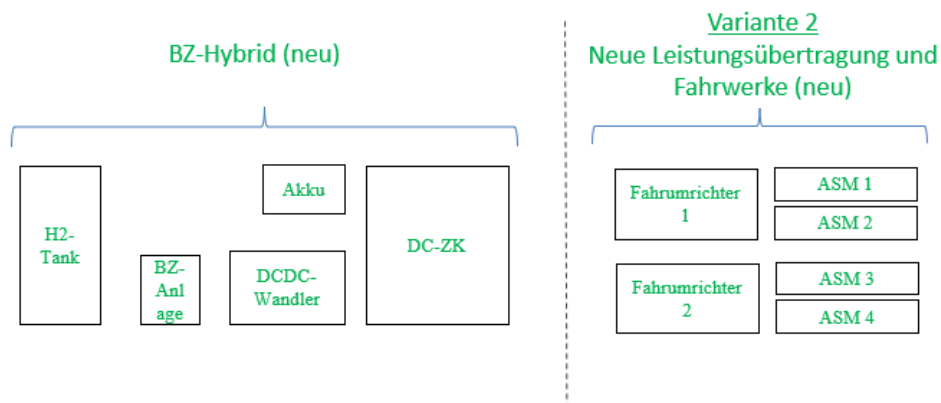 BZ-Hybrid (neu)
Variante 2
Neue Leistungsübertragung und
Fahrwerke (neu)
H2-
Tank
BZ-
Anl
age
Akku
DCDC-
Wandler
DC-ZK
Fahrumrichter
1
ASM 1
ASM 2
Fahrumrichter
2
ASM 3
ASM 4